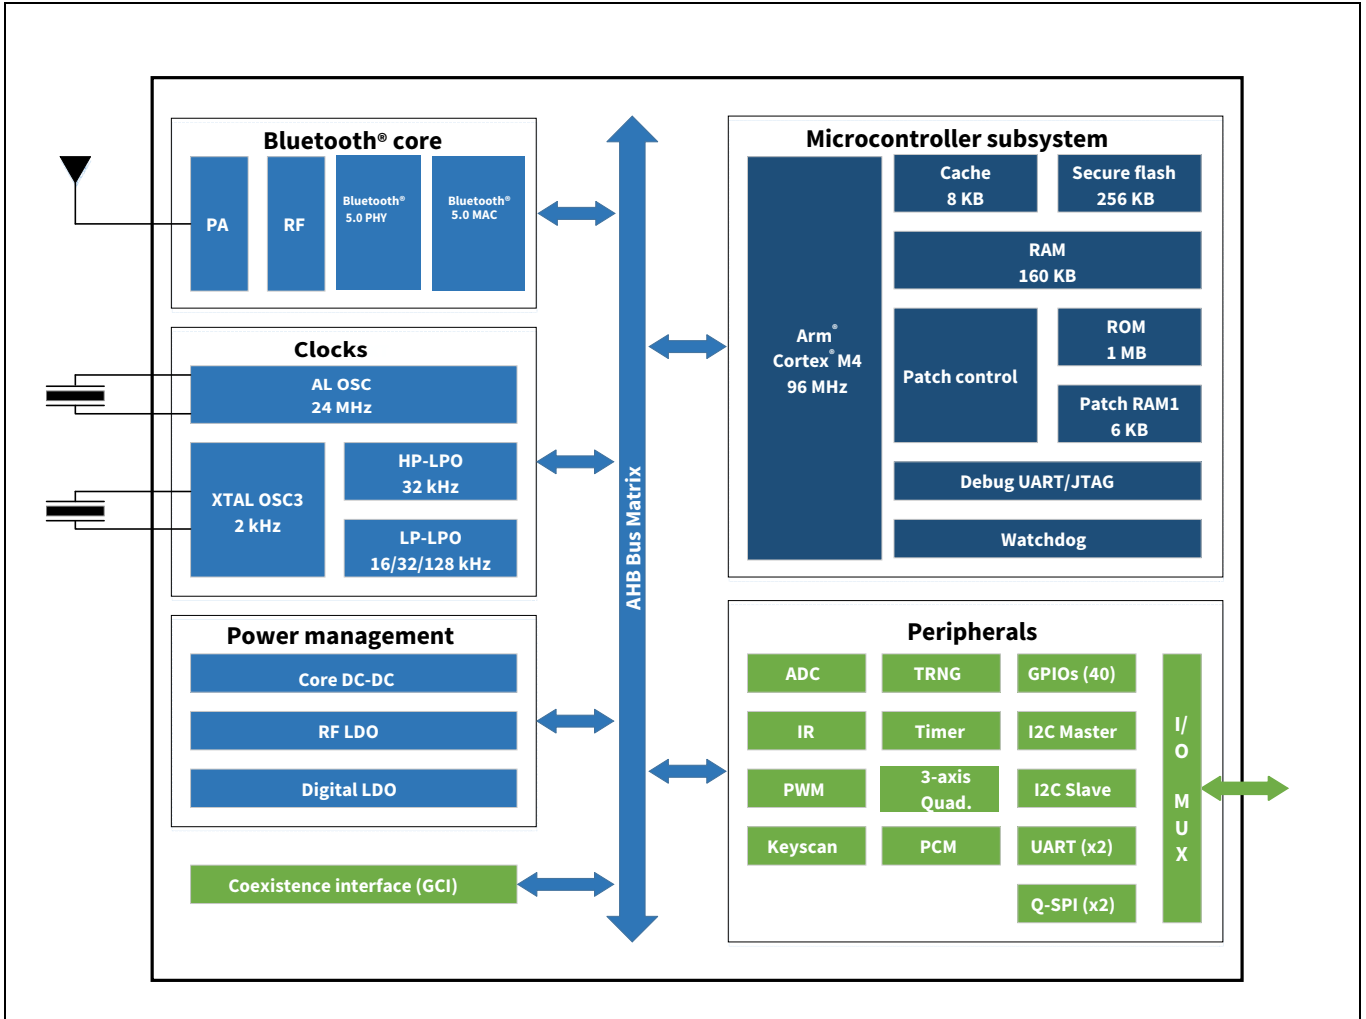 Bluetooth® core
PA
RF
Bluetooth®
5.0 PHY
Bluetooth®
5.0 MAC
Clocks
AL OSC
24 MHz
XTAL OSC3
2 kHz
HP-LPO
32 kHz
LP-LPO
16/32/128 kHz
Power management
Core DC-DC
RF LDO
Digital LDO
Coexistence interface (GCI)
AHB Bus Matrix
Microcontroller subsystem
Arm®
Cortex® M4
96 MHz
Cache
8 KB
Secure flash
256 KB
RAM
160 KB
Patch control
ROM
1 MB
Patch RAM1
6 KB
Debug UART/JTAG
Watchdog
Peripherals
ADC
TRNG
GPIOs (40)
IR
Timer
I2C Master
PWM
3-axis
Quad.
I2C Slave
Keyscan
PCM
UART (x2)
Q-SPI (x2)
I/
O
M
U
X